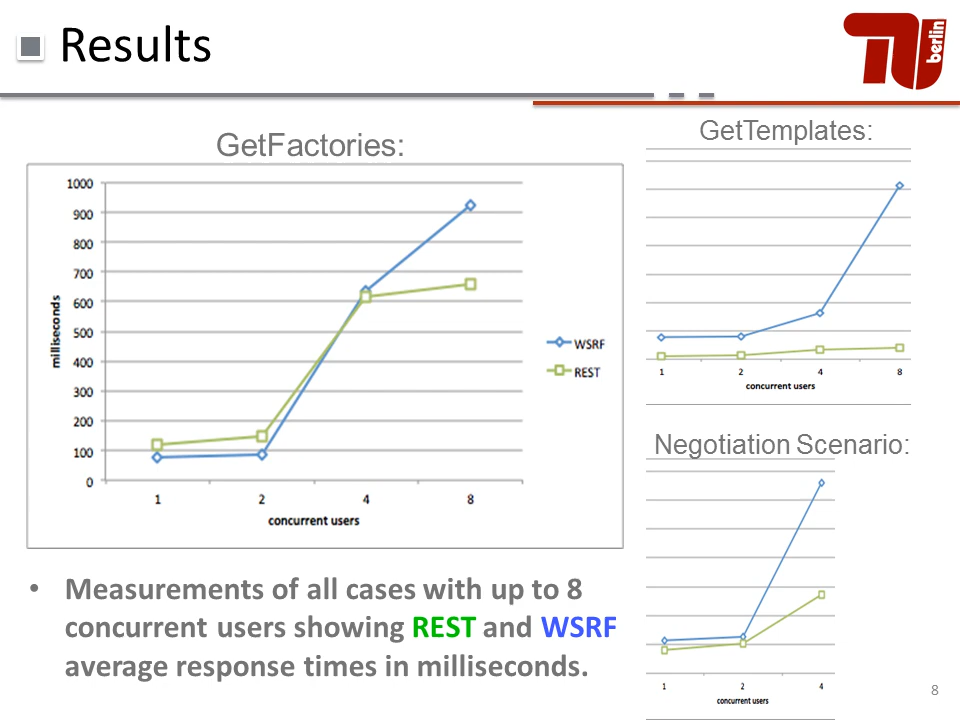 Results
berlin
GetFactories:
1000
900
800
700
600
500
400
300
200
100
0
milliseconds
1 2 4 8
concurrent users
WSRF
REST
GetTemplates:
1 2 4 8
concurrent users
Negotiation Scenario:
1 2 4
concurrent users
• Measurements of all cases with up to 8
concurrent users showing REST and WSRF
average response times in milliseconds.
8